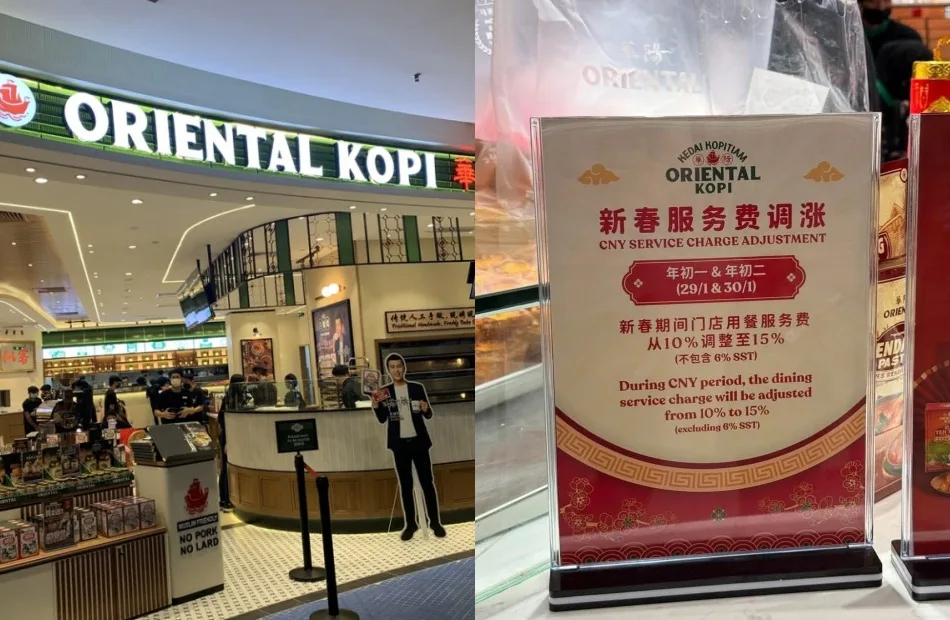 ORIENTAL KOPI
華
傳統人工手做
Traditional Handmade, Freshly Bake
MUSLIM FRIENDLY
NO PORK
NO LARD
ORIENTAL
KEDAI KOPITIAM
華陽
ORIENTAL
KOPI
新春服务费调涨
CNY SERVICE CHARGE ADJUSTMENT
年初一 & 年初二
(29/1 & 30/1)
新春期间门店用餐服务费
从10%调整至15%
(不包含 6% SST)
During CNY period, the dining
service charge will be adjusted
from 10% to 15%
(excluding 6% SST)